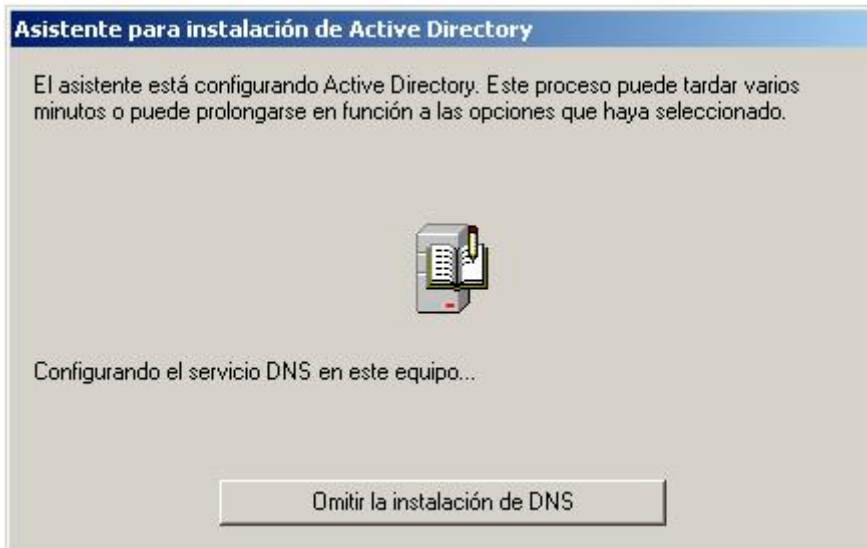 Asistente para instalación de Active Directory
El asistente está configurando Active Directory. Este proceso puede tardar varios
minutos o puede prolongarse en función a las opciones que haya seleccionado.
Configurando el servicio DNS en este equipo...
Omitir la instalación de DNS